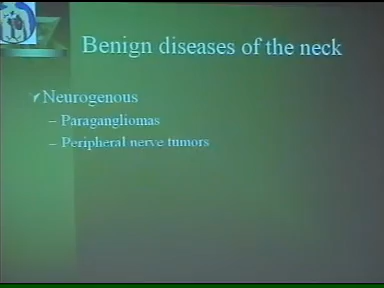 Benign diseases of the neck
Neurogenous
– Paragangliomas
– Peripheral nerve tumors